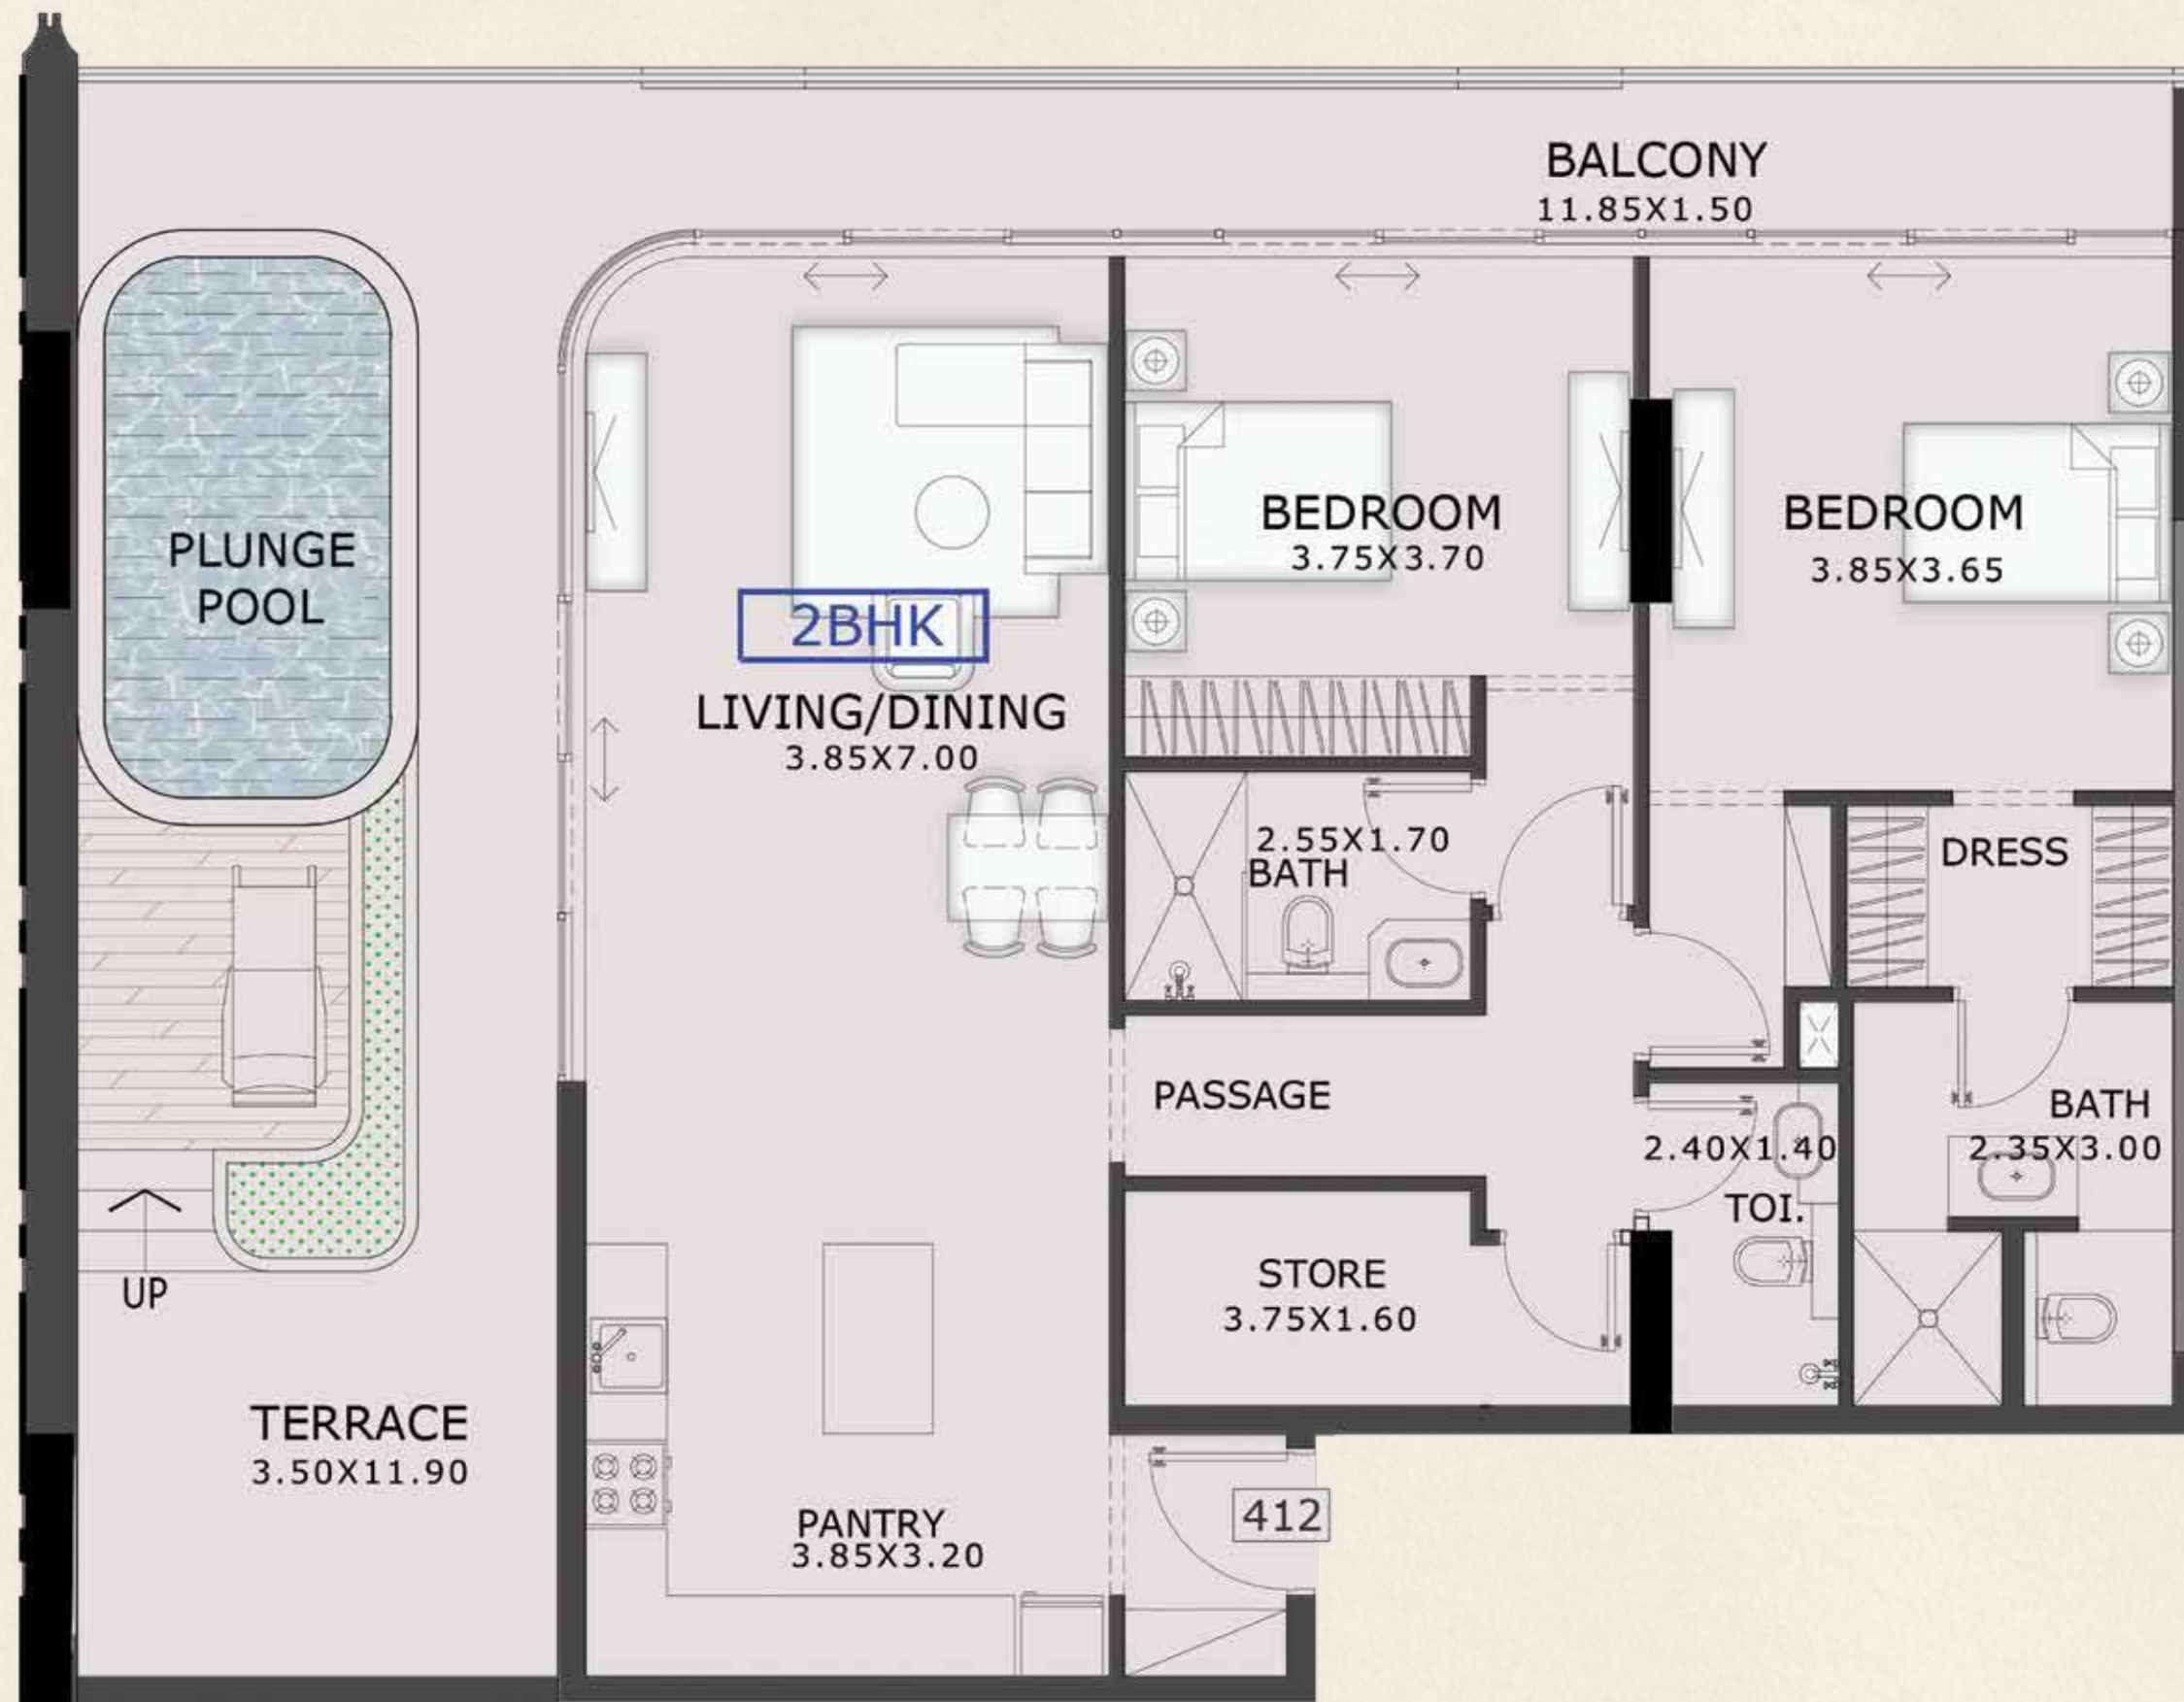 BALCONY
11.85X1.50
PLUNGE
POOL
2BHK
LIVING/DINING
3.85X7.00
BEDROOM
3.75X3.70
BEDROOM
3.85X3.65
2.55X1.70
BATH
DRESS
PASSAGE
2.40X1.40
TOI.
BATH
2.35X3.00
STORE
3.75X1.60
UP
TERRACE
3.50X11.90
PANTRY
3.85X3.20
412